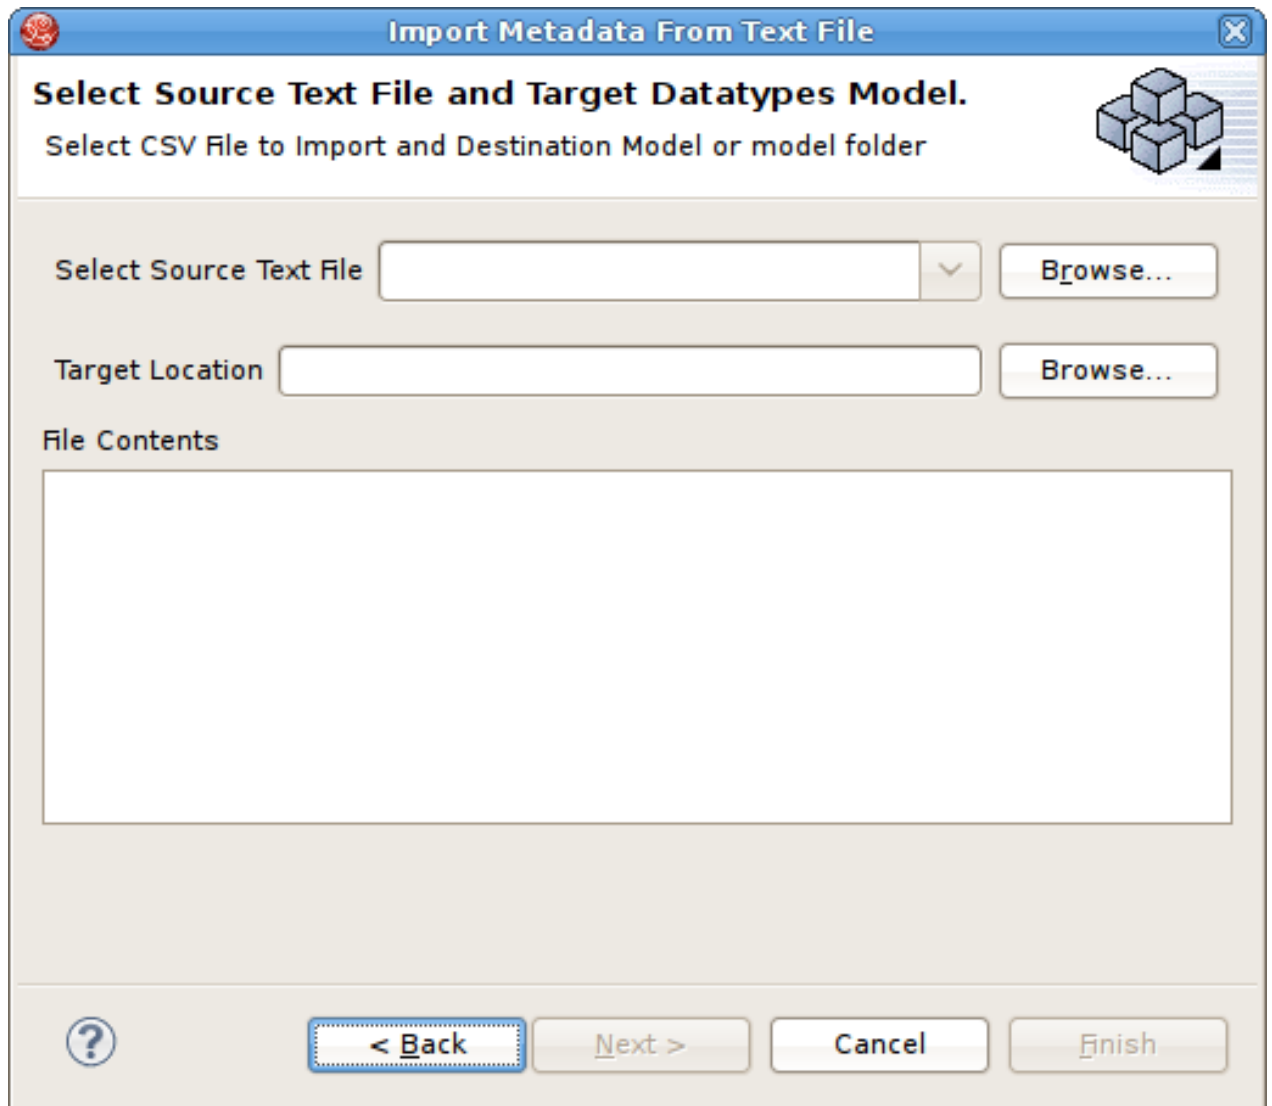 Import Metadata From Text File
Select Source Text File and Target Datatypes Model.
Select CSV File to Import and Destination Model or model folder
Select Source Text File
Browse...
Target Location
Browse...
File Contents
?
< Back
Next >
Cancel
Finish